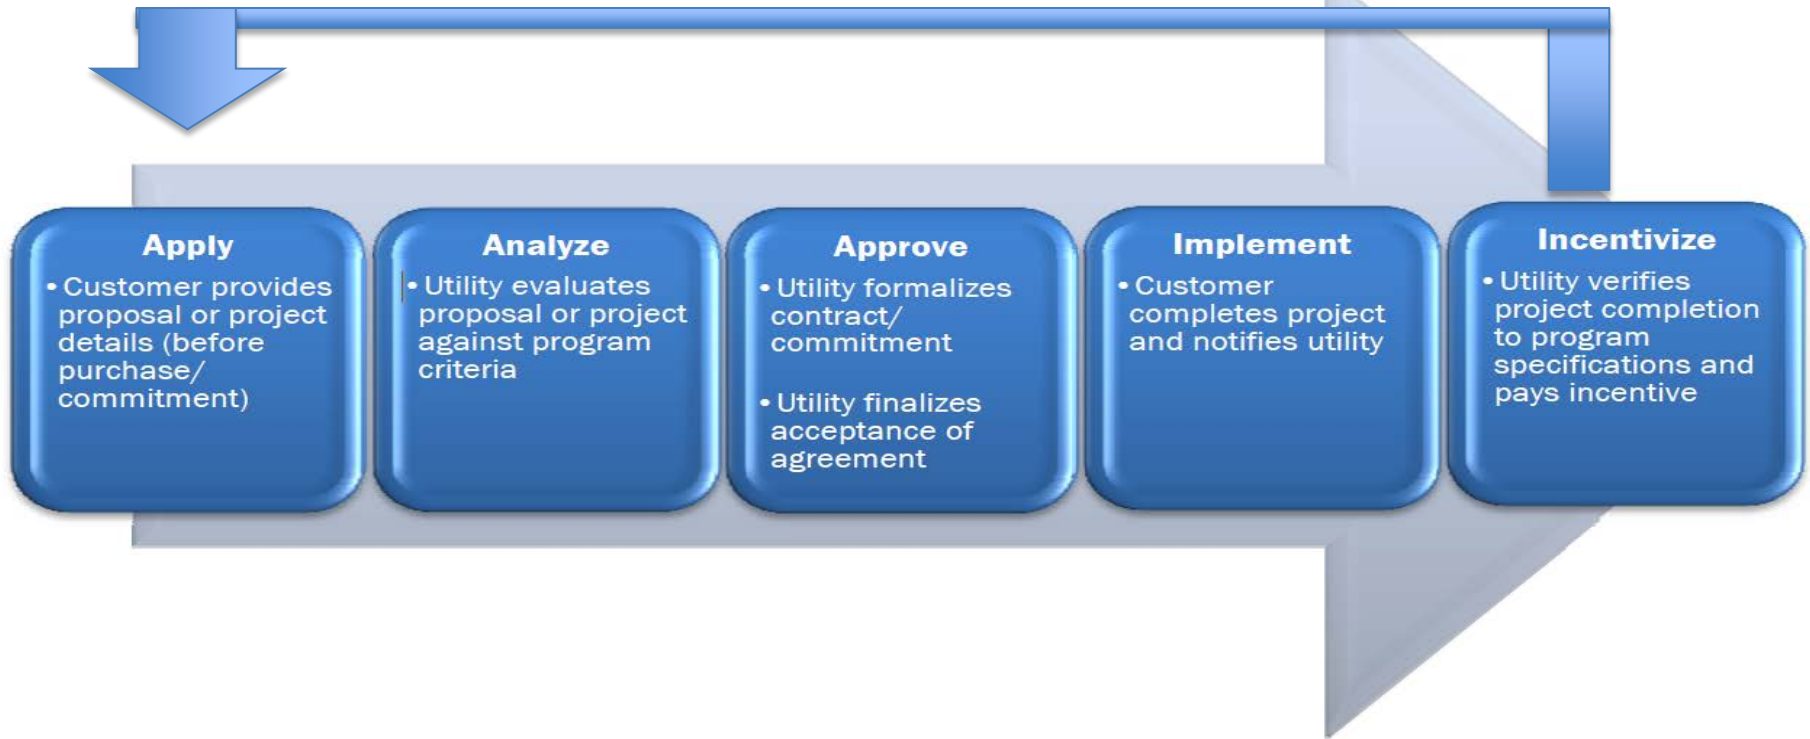 Apply
• Customer provides
proposal or project
details (before
purchase/
commitment)
Analyze
• Utility evaluates
proposal or project
against program
criteria
Approve
• Utility formalizes
contract/
commitment
• Utility finalizes
acceptance of
agreement
Implement
• Customer
completes project
and notifies utility
Incentivize
• Utility verifies
project completion
to program
specifications and
pays incentive